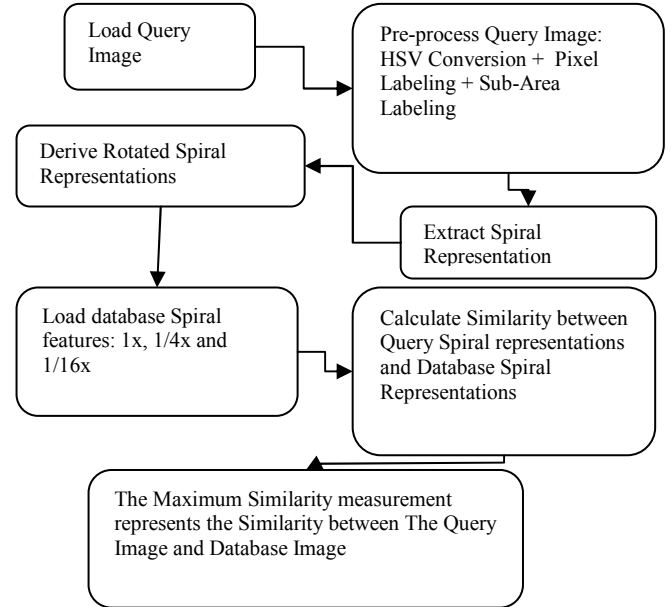 Load Query
Image
Pre-process Query Image:
HSV Conversion + Pixel
Labeling + Sub-Area
Labeling
Extract Spiral
Representation
Derive Rotated Spiral
Representations
Load database Spiral
features: 1x, 1/4x and
1/16x
Calculate Similarity between
Query Spiral representations
and Database Spiral
Representations
The Maximum Similarity measurement
represents the Similarity between The Query
Image and Database Image